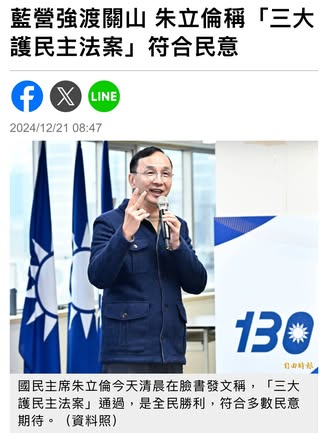 藍營強渡關山 朱立倫稱「三大
護民主法案」符合民意
LINE
2024/12/21 08:47
130
自由時報
國民主席朱立倫今天清晨在臉書發文稱，「三大
護民主法案」通過，是全民勝利，符合多數民意
期待。（資料照）